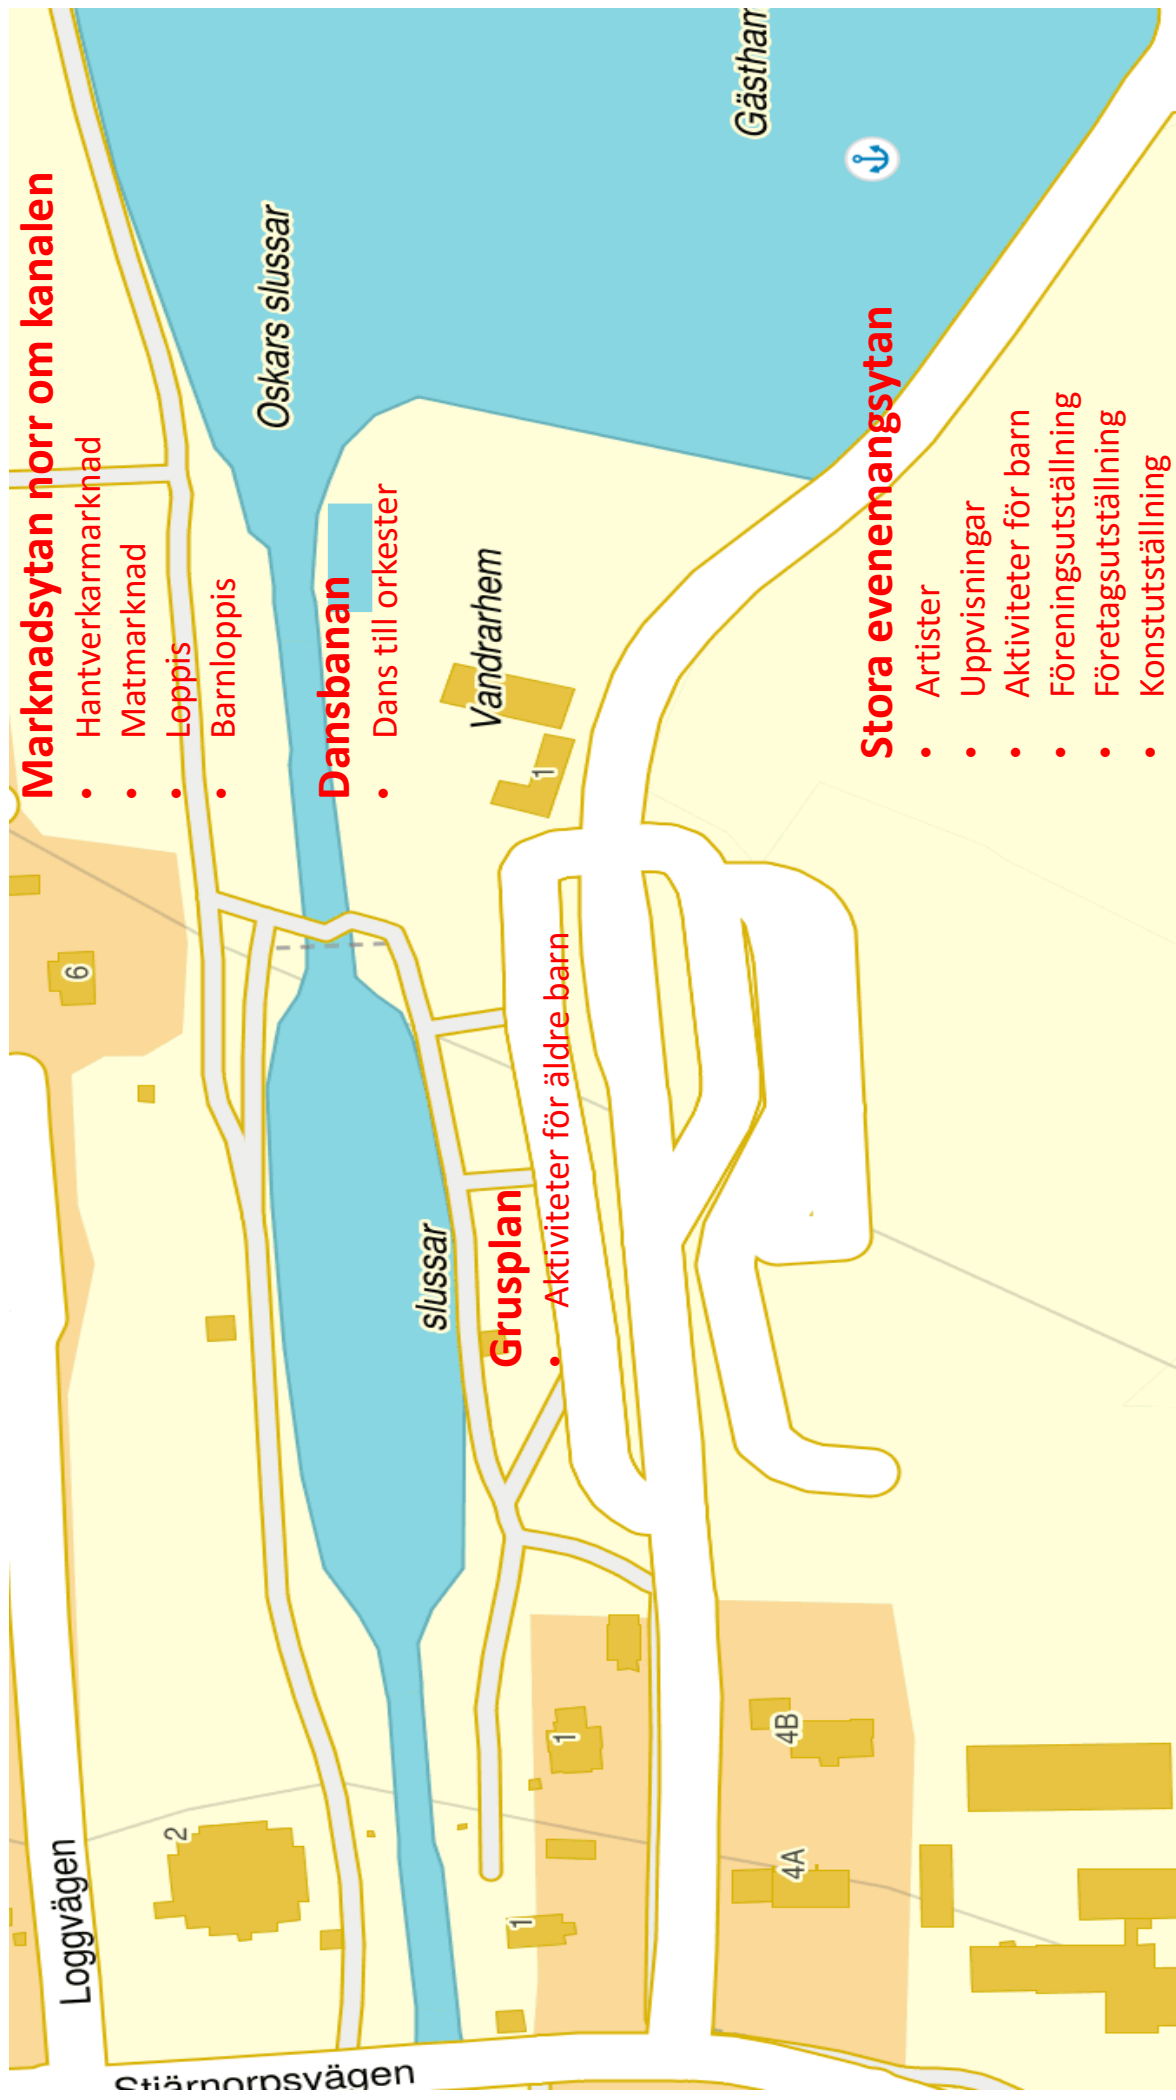 Marknadsytan norr om kanalen
• Hantverkarmarknad
• Matmarknad
• Loppis
• Barnloppis
Oskars slussar
Dansbanan
• Dans till orkester
Vandrarhem
1
Gästham
Stora evenemangsytan
• Artister
• Uppvisningar
• Aktiviteter för barn
• Föreningsutställning
• Företagsutställning
• Konstutställning
6
slussar
Grusplan
• Aktiviteter för äldre barn
Loggvägen
2
1
1
4B
4A
Stjärnorpsvägen